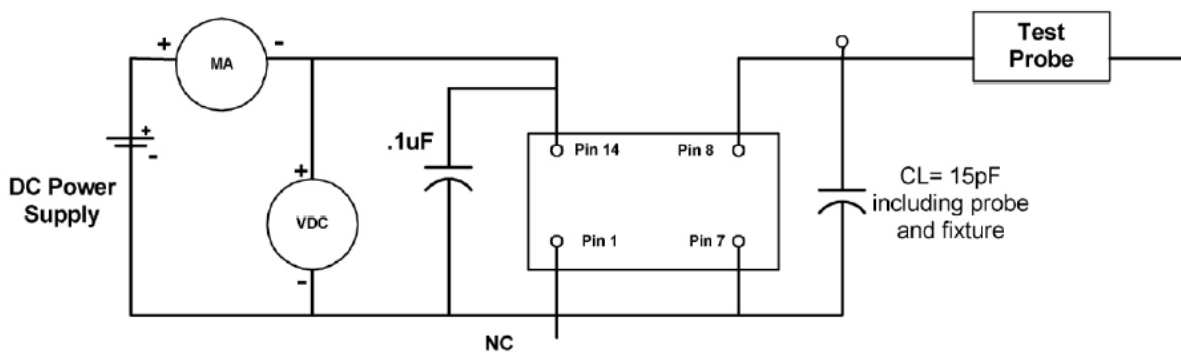 +
-
MA
Test
Probe
+
-
DC Power
Supply
.1uF
Pin 14
Pin 8
+
VDC
-
CL= 15pF
including probe
and fixture
Pin 1
Pin 7
NC